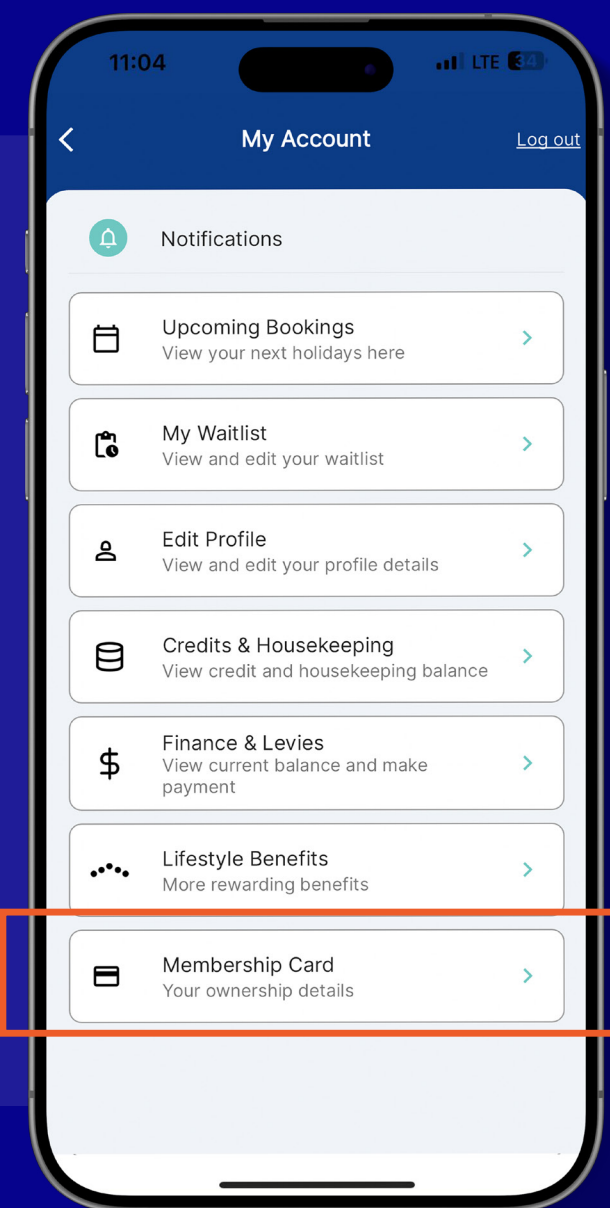 11:04 LTE 34
My Account Log out
Notifications
Upcoming Bookings
View your next holidays here
My Waitlist
View and edit your waitlist
Edit Profile
View and edit your profile details
Credits & Housekeeping
View credit and housekeeping balance
Finance & Levies
View current balance and make
payment
Lifestyle Benefits
More rewarding benefits
Membership Card
Your ownership details